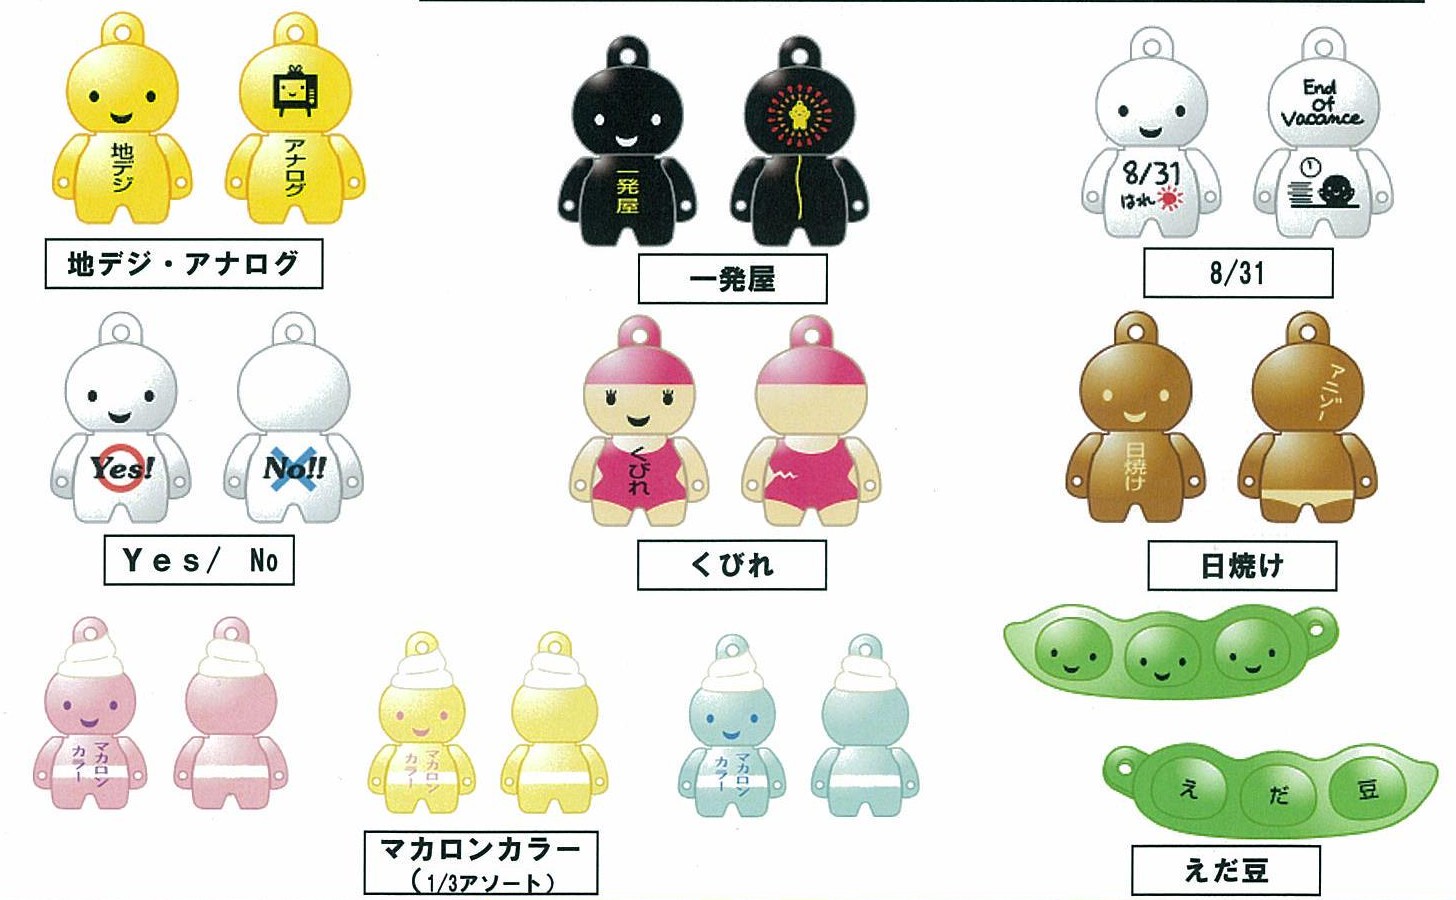 地デジ
アナログ
地デジ・アナログ
一発屋
一発屋
8/31
はれ
End
Of
Vacance
8/31
Yes!
No!!
Yes/ No
くびれ
くびれ
日焼け
アニゾー
日焼け
マカロン
カラー
マカロン
カラー
マカロン
カラー
マカロンカラー
(1/3アソート)
えだ豆
えだ豆